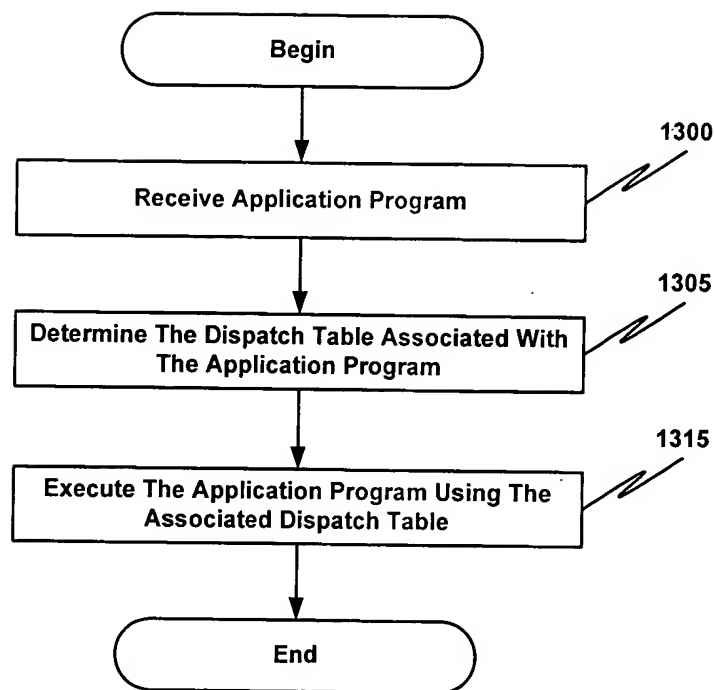 Begin
1300
Receive Application Program
1305
Determine The Dispatch Table Associated With
The Application Program
1315
Execute The Application Program Using The
Associated Dispatch Table
End